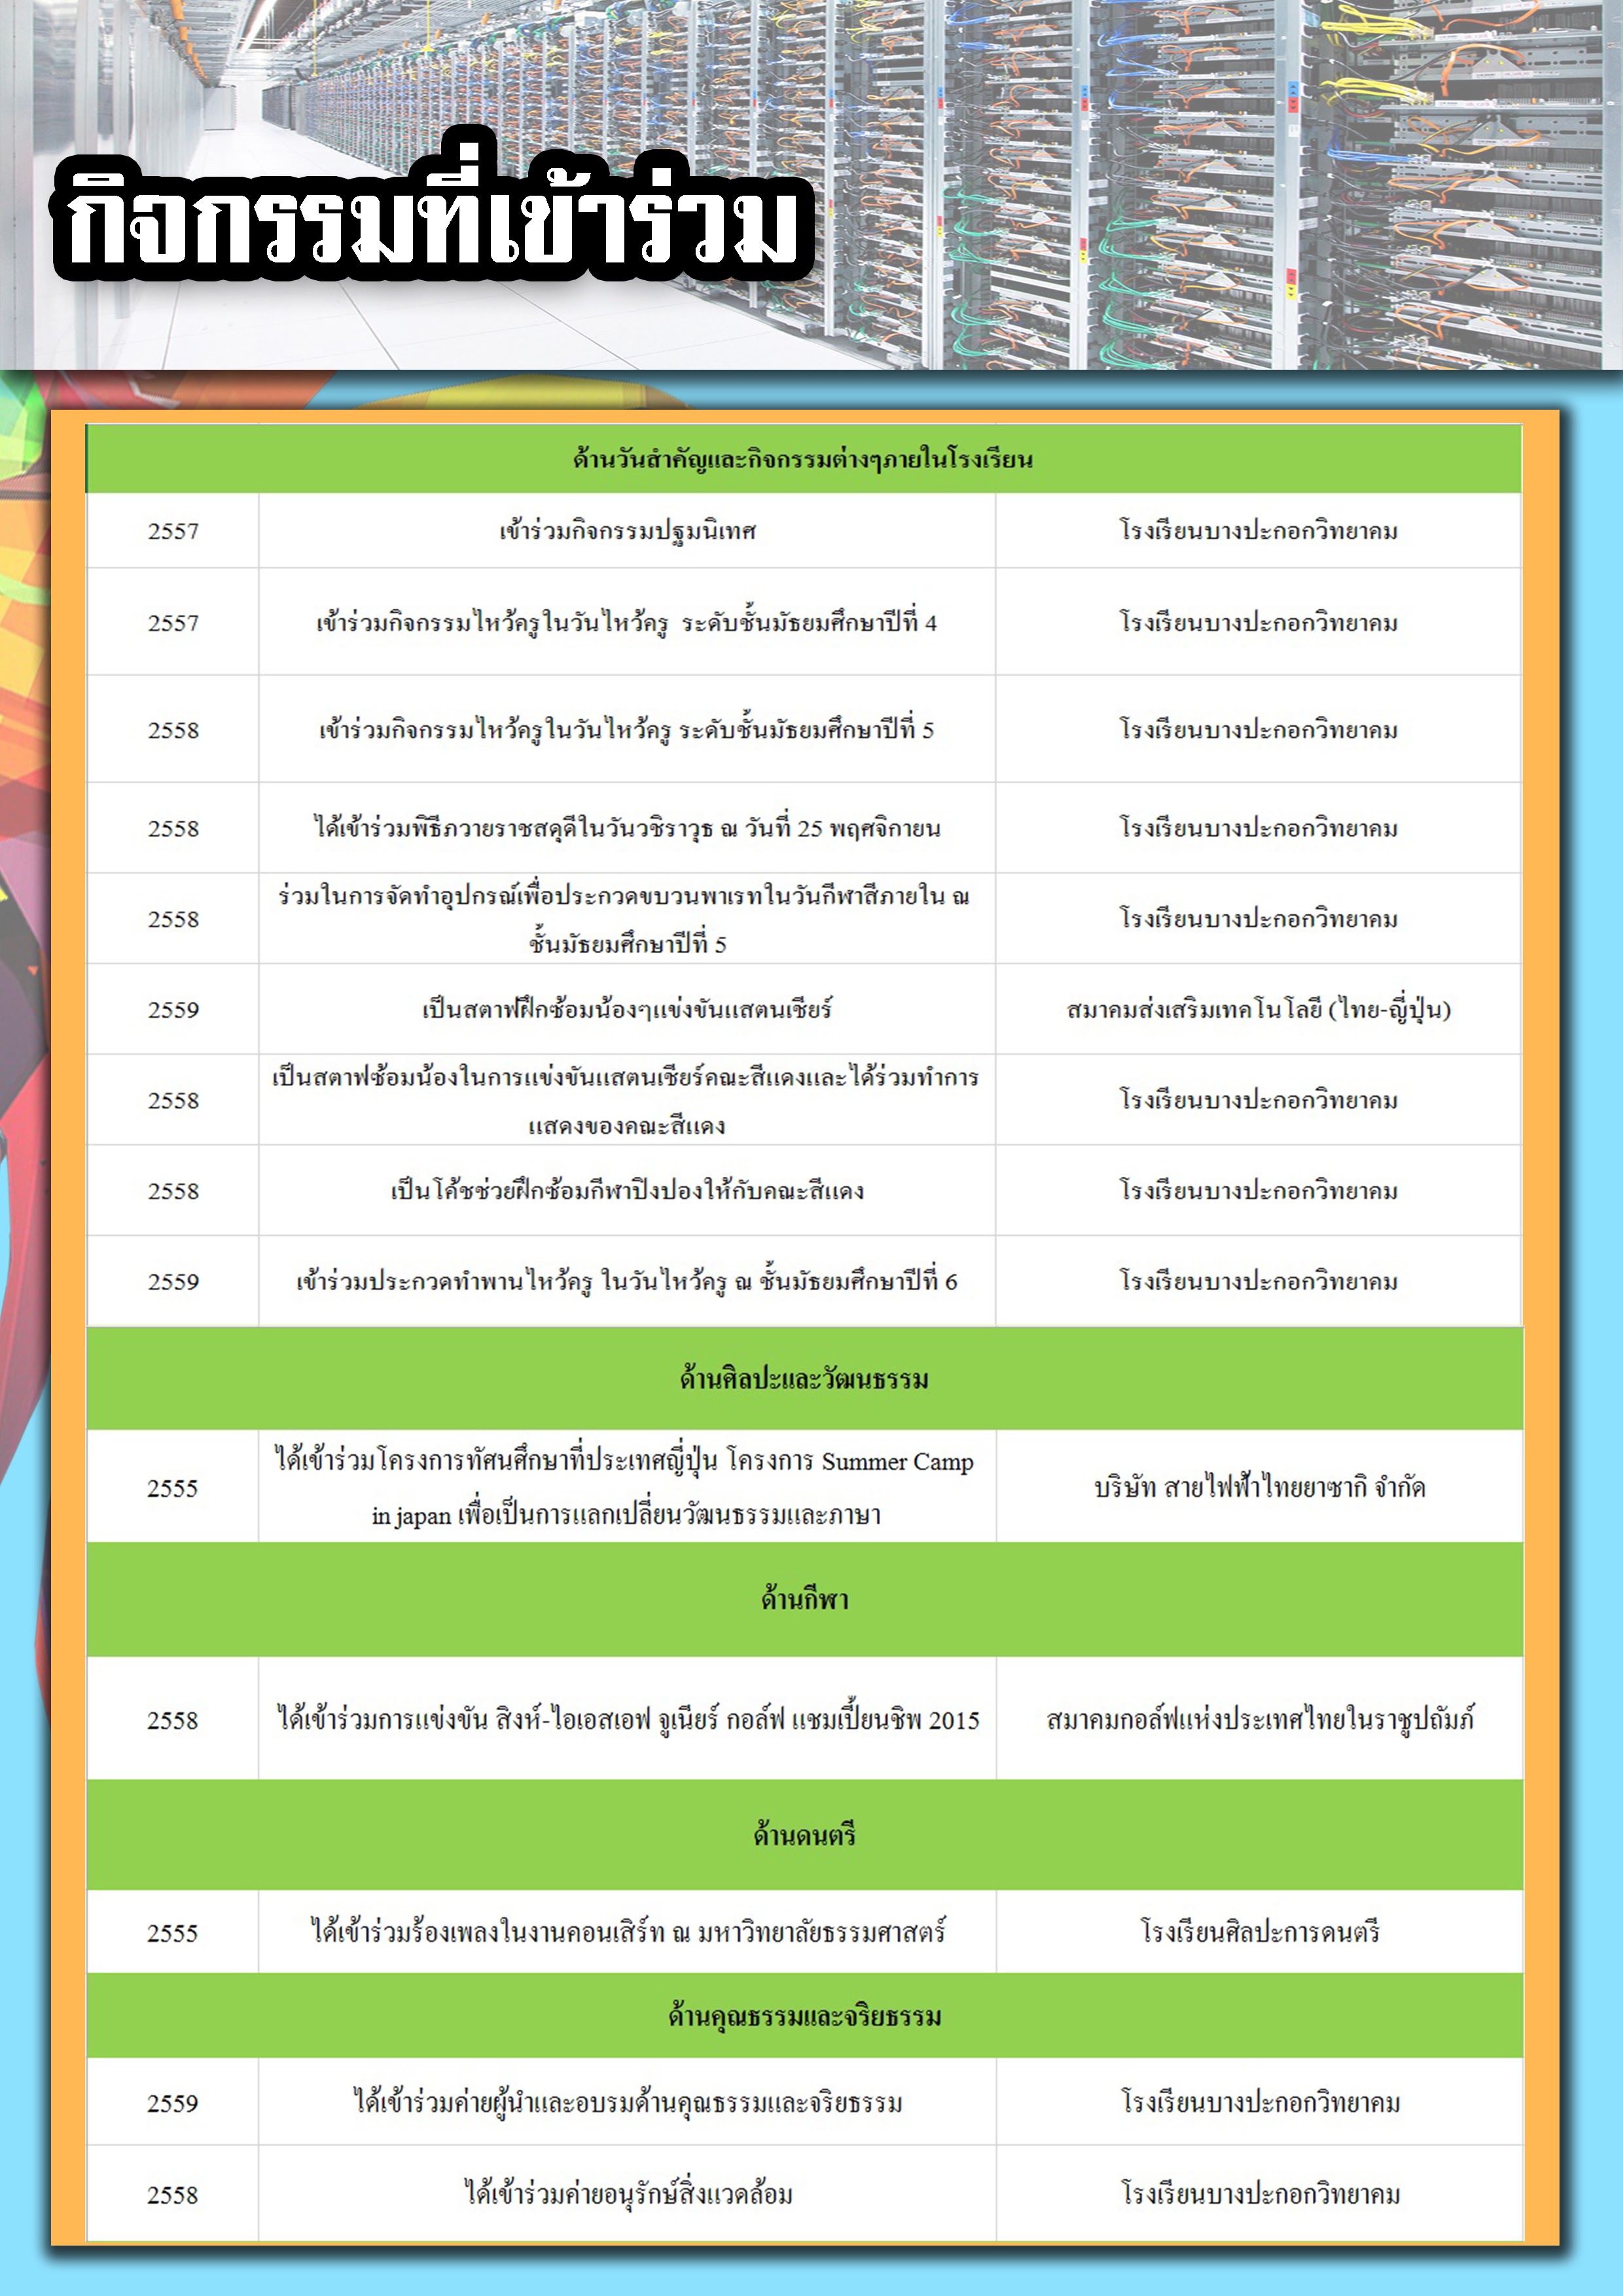 กิจกรรมที่เข้าร่วม
ด้านวันสำคัญและกิจกรรมต่างๆภายในโรงเรียน
2557 เข้าร่วมกิจกรรมปฐมนิเทศ โรงเรียนบางปะกอกวิทยาคม
2557 เข้าร่วมกิจกรรมไหว้ครูในวันไหว้ครู ระดับชั้นมัธยมศึกษาปีที่ 4 โรงเรียนบางปะกอกวิทยาคม
2558 เข้าร่วมกิจกรรมไหว้ครูในวันไหว้ครู ระดับชั้นมัธยมศึกษาปีที่ 5 โรงเรียนบางปะกอกวิทยาคม
2558 ได้เข้าร่วมพิธีภวายราชสดุดีในวันวชิราวุธ ณ วันที่ 25 พฤศจิกายน โรงเรียนบางปะกอกวิทยาคม
ร่วมในการจัดทำอุปกรณ์เพื่อประกวดขบวนพาเรทในวันกีฬาสีภายใน ณ
2558 ชั้นมัธยมศึกษาปีที่ 5 โรงเรียนบางปะกอกวิทยาคม
2559 เป็นสตาฟฝึกซ้อมน้องๆแข่งขันแสตนเชียร์ สมาคมส่งเสริมเทคโนโลยี (ไทย-ญี่ปุ่น)
เป็นสตาฟซ้อมน้องในการแข่งขันแสตนเชียร์คณะสีแดงและได้ร่วมทำการ
2558 แสดงของคณะสีแดง โรงเรียนบางปะกอกวิทยาคม
2558 เป็นโค้ชช่วยฝึกซ้อมกีฬาปิงปองให้กับคณะสีแดง โรงเรียนบางปะกอกวิทยาคม
2559 เข้าร่วมประกวดทำพานไหว้ครู ในวันไหว้ครู ณ ชั้นมัธยมศึกษาปีที่ 6 โรงเรียนบางปะกอกวิทยาคม
ด้านศิลปะและวัฒนธรรม
ได้เข้าร่วมโครงการทัศนศึกษาที่ประเทศญี่ปุ่น โครงการ Summer Camp
2555 in japan เพื่อเป็นการแลกเปลี่ยนวัฒนธรรมและภาษา บริษัท สายไฟฟ้าไทยยาซากิ จำกัด
ด้านกีฬา
2558 ได้เข้าร่วมการแข่งขัน สิงห์-ไอเอสเอฟ จูเนียร์ กอล์ฟ แชมเปี้ยนชิพ 2015 สมาคมกอล์ฟแห่งประเทศไทยในราชูปถัมภ์
ด้านดนตรี
2555 ได้เข้าร่วมร้องเพลงในงานคอนเสิร์ท ณ มหาวิทยาลัยธรรมศาสตร์ โรงเรียนศิลปะการดนตรี
ด้านคุณธรรมและจริยธรรม
2559 ได้เข้าร่วมค่ายผู้นำและอบรมด้านคุณธรรมและจริยธรรม โรงเรียนบางปะกอกวิทยาคม
2558 ได้เข้าร่วมค่ายอนุรักษ์สิ่งแวดล้อม โรงเรียนบางปะกอกวิทยาคม